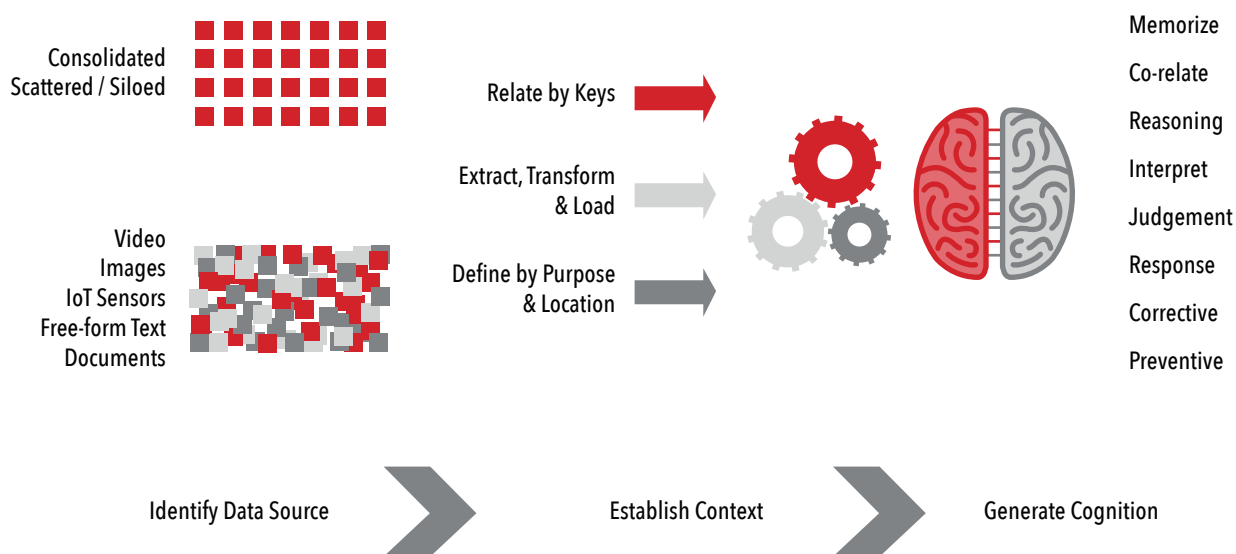 Consolidated
Scattered / Siloed
Video
Images
IoT Sensors
Free-form Text
Documents
Relate by Keys
Extract, Transform
& Load
Define by Purpose
& Location
Memorize
Co-relate
Reasoning
Interpret
Judgement
Response
Corrective
Preventive
Identify Data Source
Establish Context
Generate Cognition